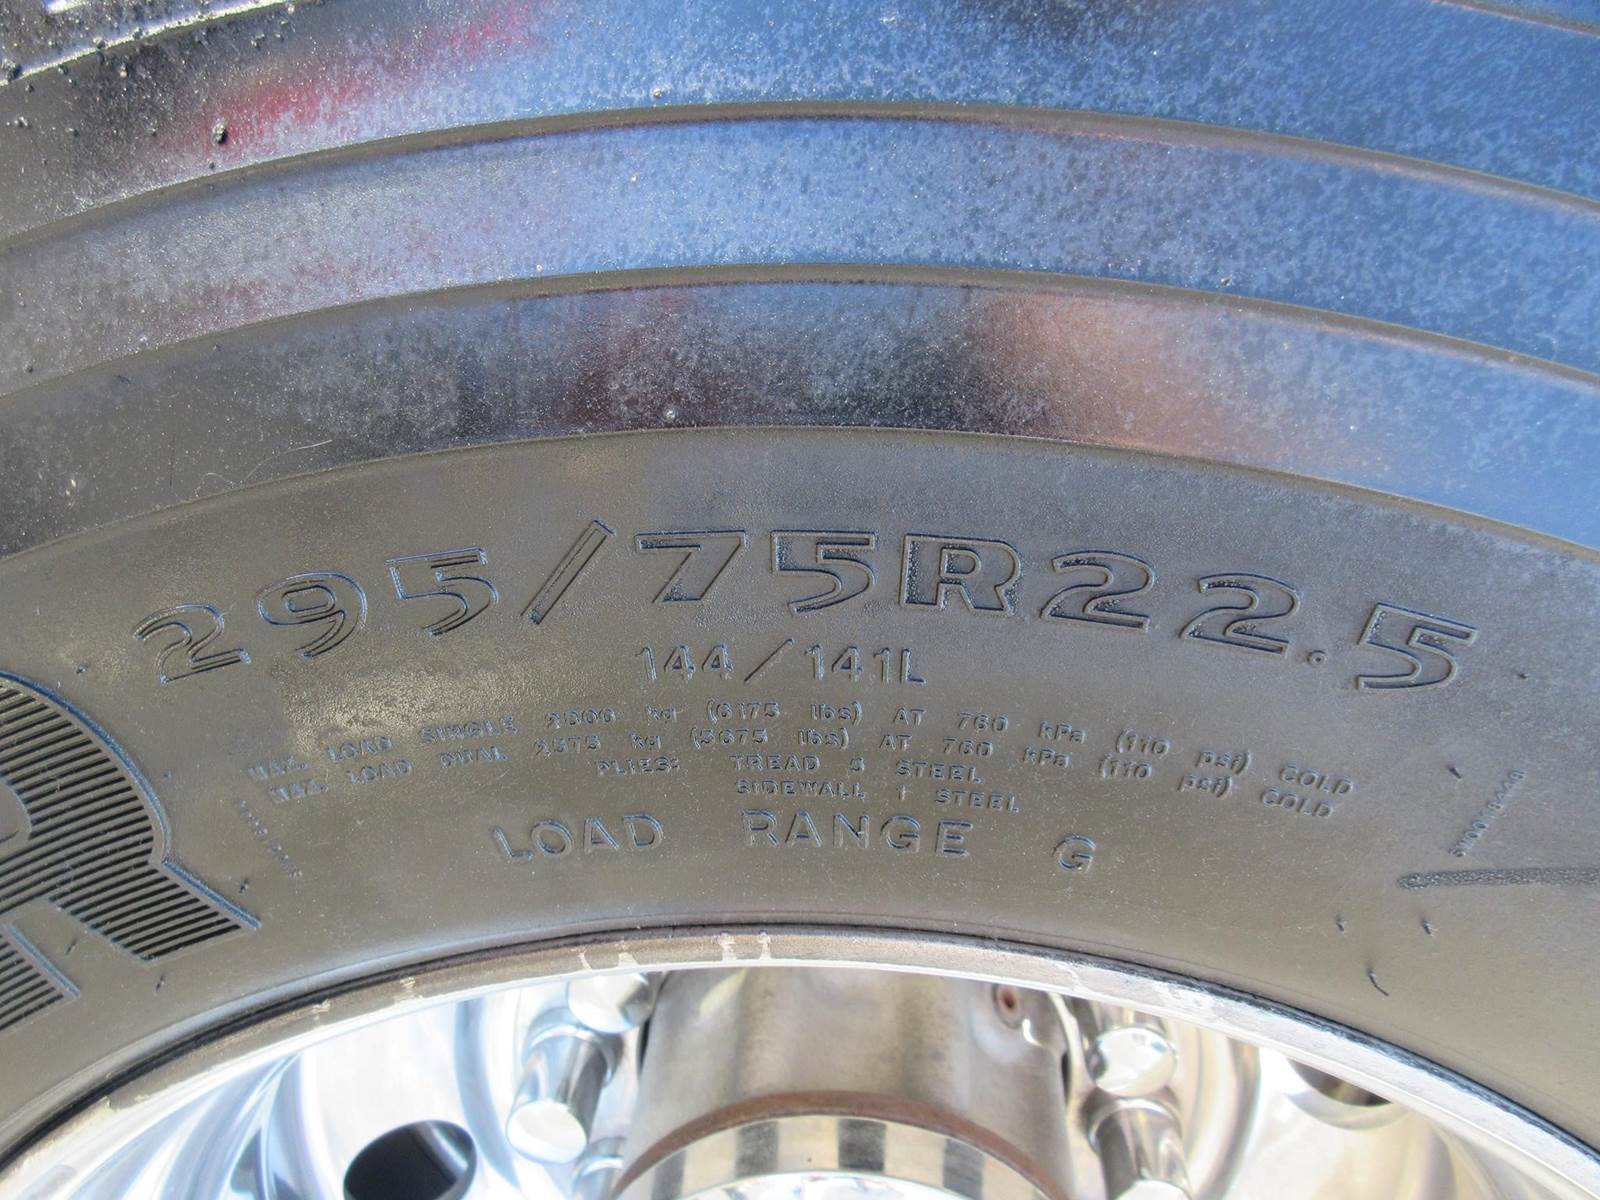 295/75R22.5
144/141L
MAX. LOAD SINGLE 2800 kg (6175 lbs) AT 760 kPa (110 psi) COLD
MAX. LOAD DUAL 2575 kg (5675 lbs) AT 760 kPa (110 psi) COLD
PLIES: TREAD 5 STEEL
SIDEWALL 1 STEEL
LOAD RANGE G
R